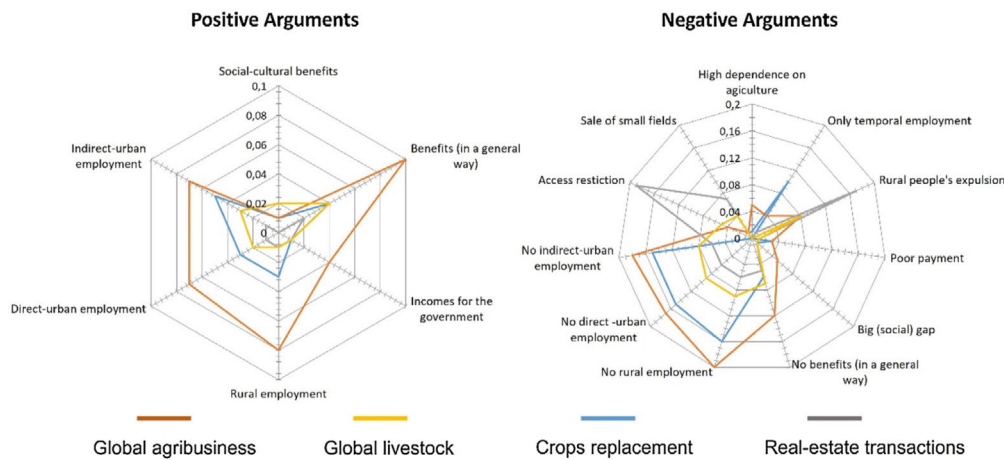 Positive Arguments
Social-cultural benefits
0,1
0,08
0,06
0,04
0,02
0
Indirect-urban
employment
Benefits (in a general
way)
Direct-urban employment
Incomes for the
government
Rural employment
Negative Arguments
High dependence on
agiculture
0,2
0,16
0,12
0,08
0,04
0
Sale of small fields
Only temporal employment
Access restiction
Rural people's expulsion
No indirect-urban
employment
Poor payment
No direct -urban
employment
Big (social) gap
No rural employment
No benefits (in a general
way)
Global agribusiness
Global livestock
Crops replacement
Real-estate transactions